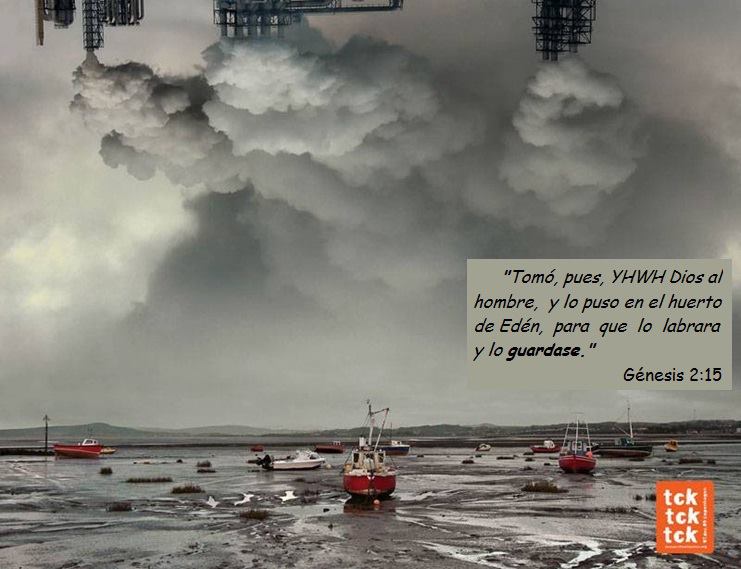 "Tomó, pues, YHWH Dios al
hombre, y lo puso en el huerto
de Edén, para que lo labrara
y lo guardase."
Génesis 2:15
tck
tck
tck